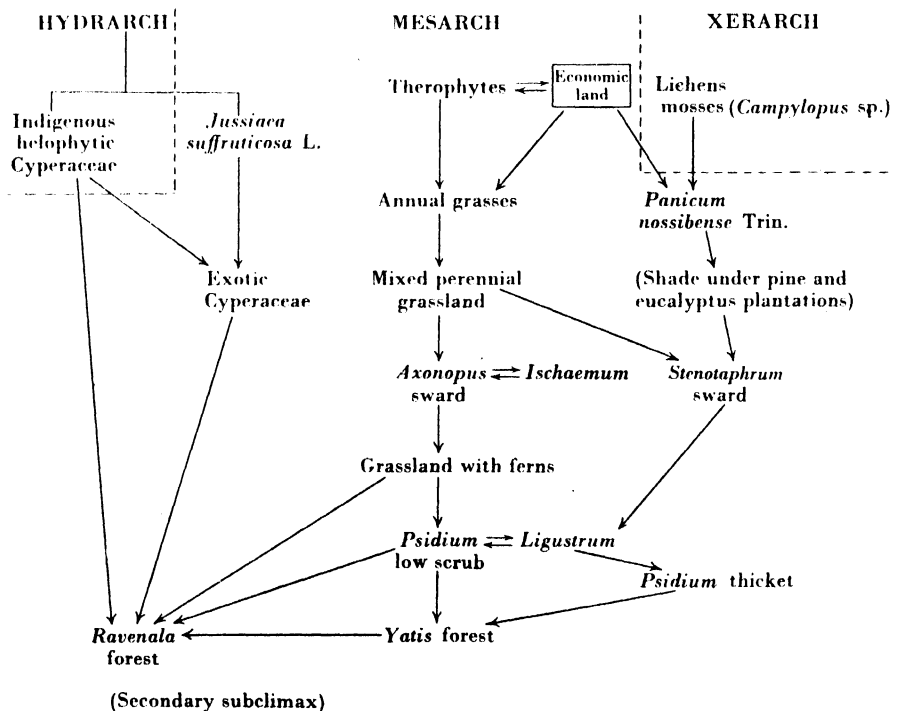 HYDRARCH
MESARCH
XERARCH
Therophytes
Economic
land
Lichens
mosses (Campylopus sp.)
Indigenous
helophytic
Cyperaceae
Jussiaea
suffruticosa L.
Annual grasses
Panicum
nossibense Trin.
Exotic
Cyperaceae
Mixed perennial
grassland
(Shade under pine and
eucalyptus plantations)
Axonopus
sward
Ischaemum
Stenotaphrum
sward
Grassland with ferns
Psidium
low scrub
Ligustrum
Psidium thicket
Ravenala
forest
Yatis forest
(Secondary subclimax)